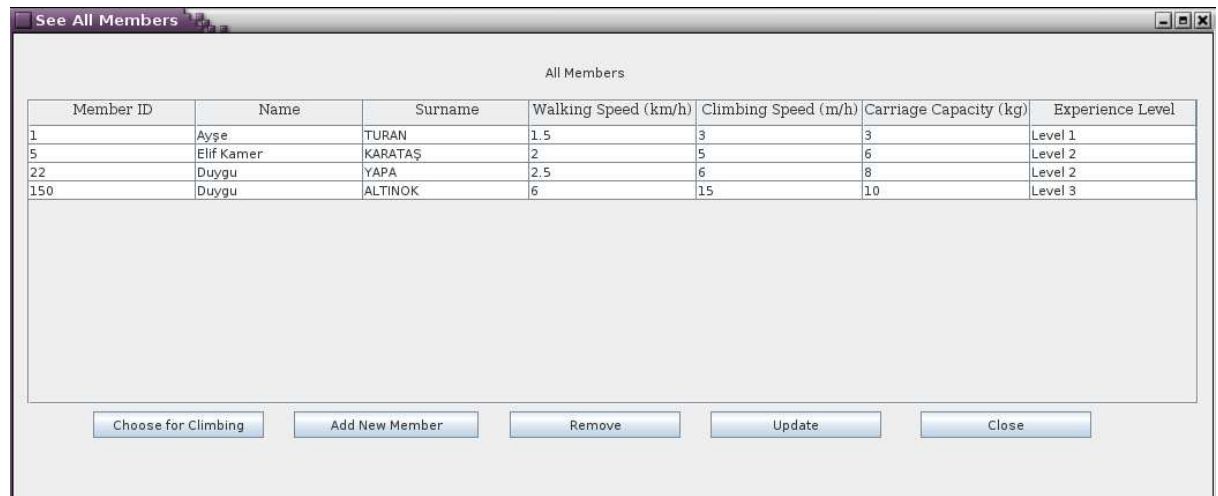 See All Members
All Members
Member ID Name Surname Walking Speed (km/h) Climbing Speed (m/h) Carriage Capacity (kg) Experience Level
1 Ayşe TURAN 1.5 3 3 Level 1
5 Elif Kamer KARATAŞ 2 5 6 Level 2
22 Duygu YAPA 2.5 6 8 Level 2
150 Duygu ALTINOK 6 15 10 Level 3
Choose for Climbing Add New Member Remove Update Close